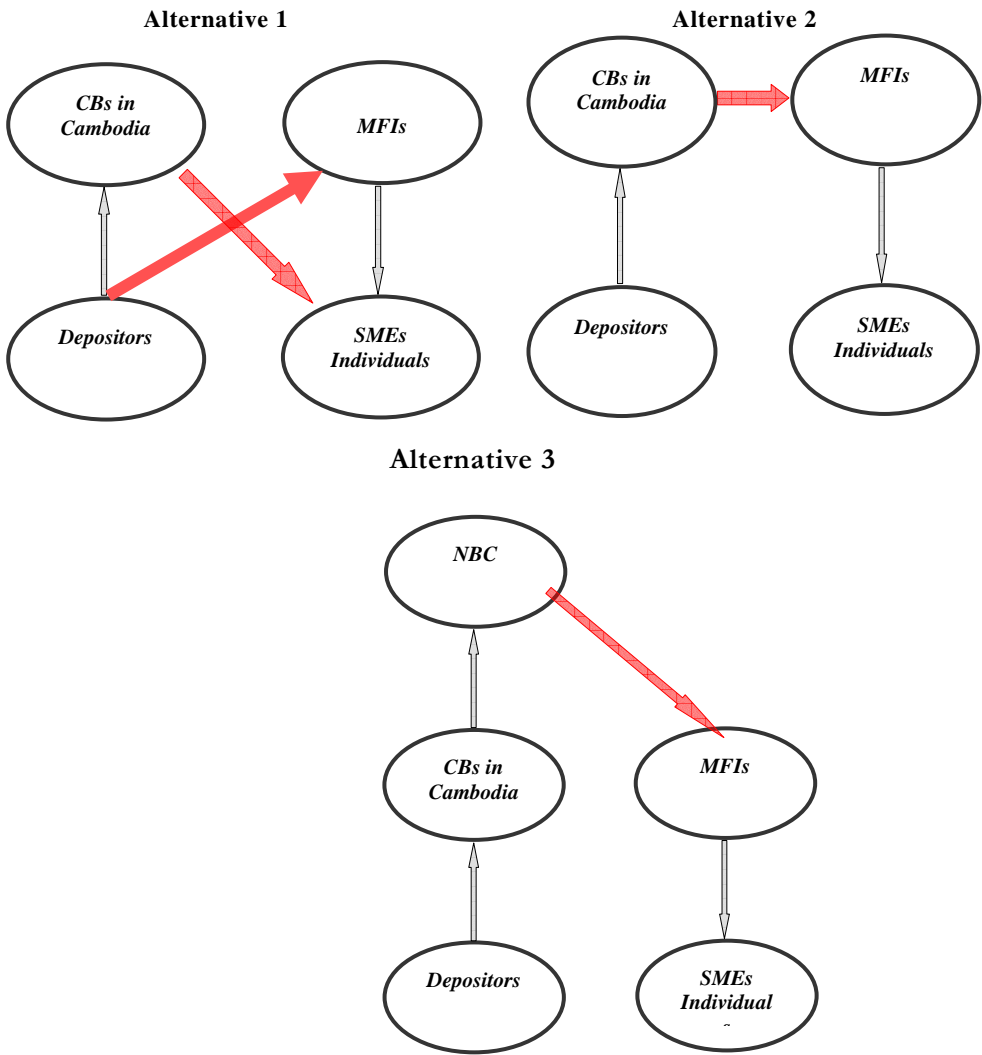 Alternative 1
CBs in
Cambodia
MFIs
Depositors
SMEs
Individuals
Alternative 2
CBs in
Cambodia
MFIs
Depositors
SMEs
Individuals
Alternative 3
NBC
CBs in
Cambodia
MFIs
Depositors
SMEs
Individual